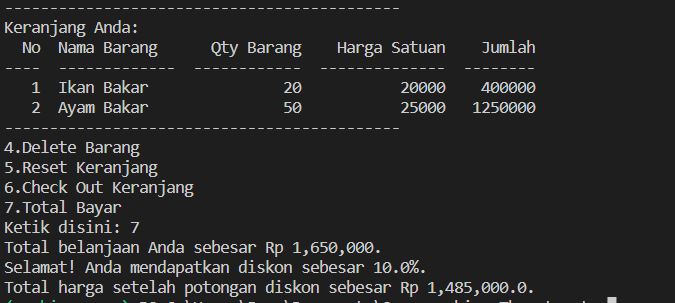 -------------------------------------------
Keranjang Anda:
No  Nama Barang      Qty Barang    Harga Satuan    Jumlah
----  -------------  ------------  --------------  --------
1  Ikan Bakar               20           20000    400000
2  Ayam Bakar               50           25000   1250000
-------------------------------------------
4.Delete Barang
5.Reset Keranjang
6.Check Out Keranjang
7.Total Bayar
Ketik disini: 7
Total belanjaan Anda sebesar Rp 1,650,000.
Selamat! Anda mendapatkan diskon sebesar 10.0%.
Total harga setelah potongan diskon sebesar Rp 1,485,000.0.